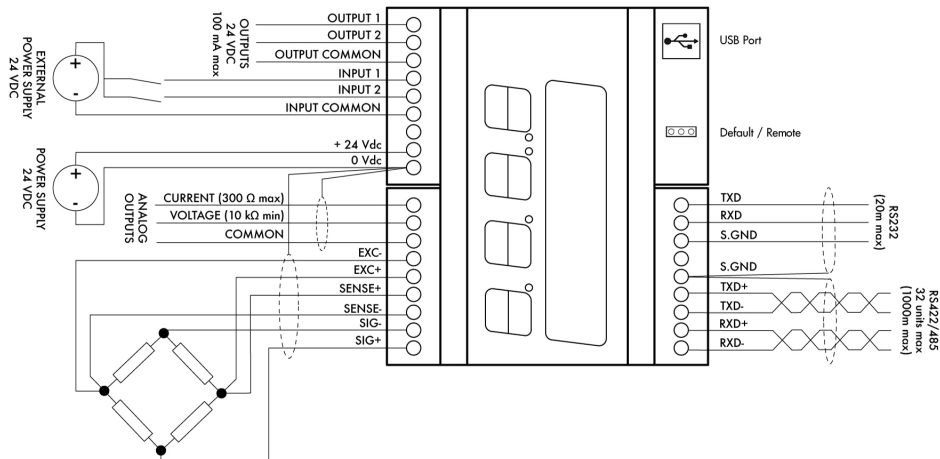 OUTPUT 1
OUTPUT 2
OUTPUT COMMON
INPUT 1
INPUT 2
INPUT COMMON
+ 24 Vdc
0 Vdc
OUTPUTS
24 VDC
100 mA max
EXTERNAL
POWER SUPPLY
24 VDC
+
-
POWER SUPPLY
24 VDC
+
-
ANALOG
OUTPUTS
CURRENT (300 Ω max)
VOLTAGE (10 kΩ min)
COMMON
EXC-
EXC+
SENSE+
SENSE-
SIG-
SIG+
USB Port
Default / Remote
TXD
RXD
S.GND
RS232
(20m max)
S.GND
TXD+
TXD-
RXD+
RXD-
RS422/485
32 units max
(1000m max)